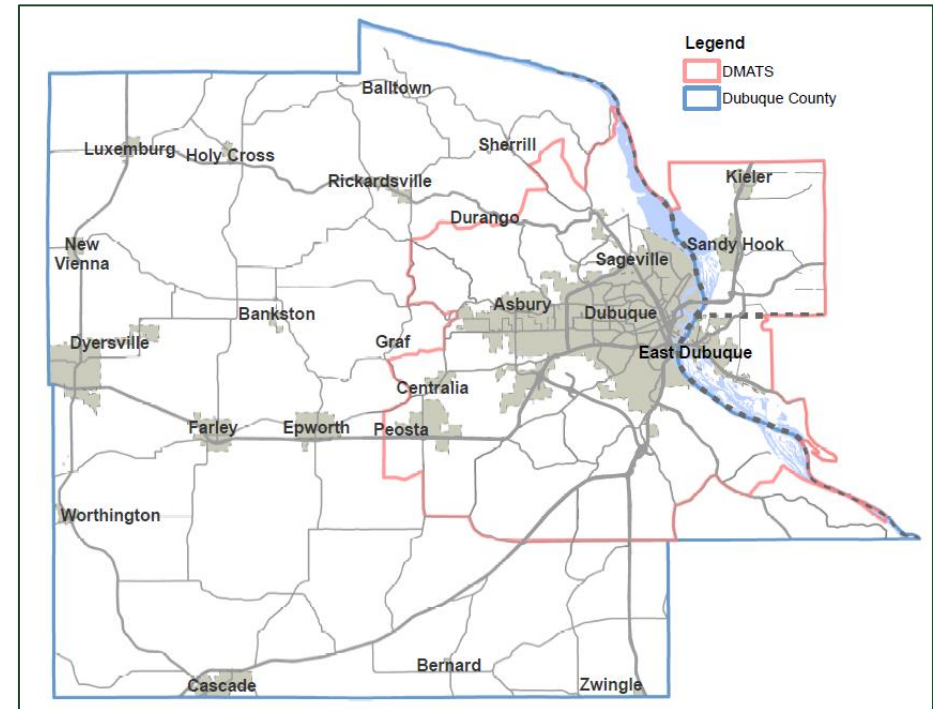 Legend
DMATS
Dubuque County
Balltown
Luxemburg
Holy Cross
Sherrill
Rickardsville
Kieler
Durango
New
Vienna
Sandy Hook
Sageville
Asbury
Bankston
Dubuque
Dyersville
Graf
East Dubuque
Centralia
Farley
Epworth
Peosta
Worthington
Bernard
Cascade
Zwingle